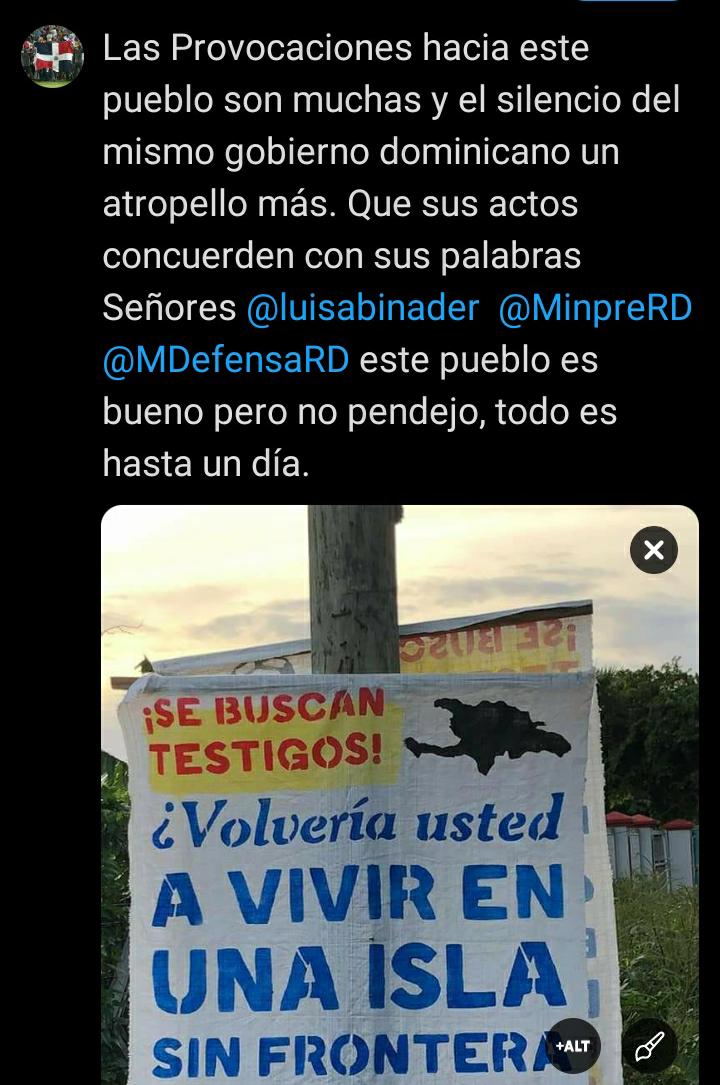 Las Provocaciones hacia este
pueblo son muchas y el silencio del
mismo gobierno dominicano un
atropello más. Que sus actos
concuerden con sus palabras
Señores @luisabinader @MinpreRD
@MDefensaRD este pueblo es
bueno pero no pendejo, todo es
hasta un día.
¡SE BUSCAN
TESTIGOS!
¿Volvería usted
A VIVIR EN
UNA ISLA
SIN FRONTERA
+ALT